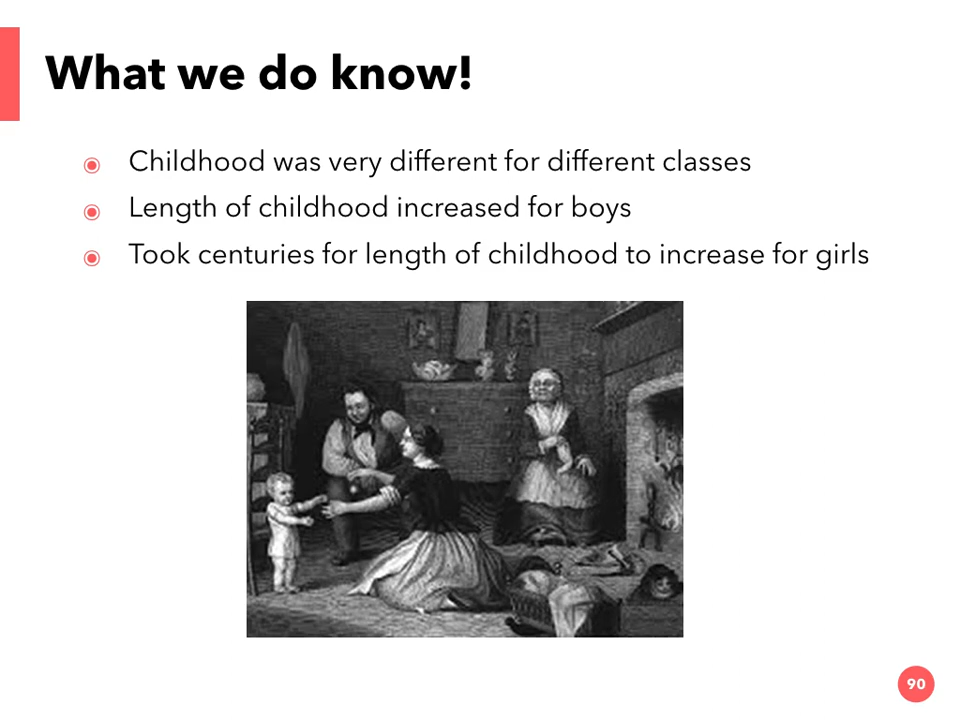 What we do know!
Childhood was very different for different classes
Length of childhood increased for boys
Took centuries for length of childhood to increase for girls
90